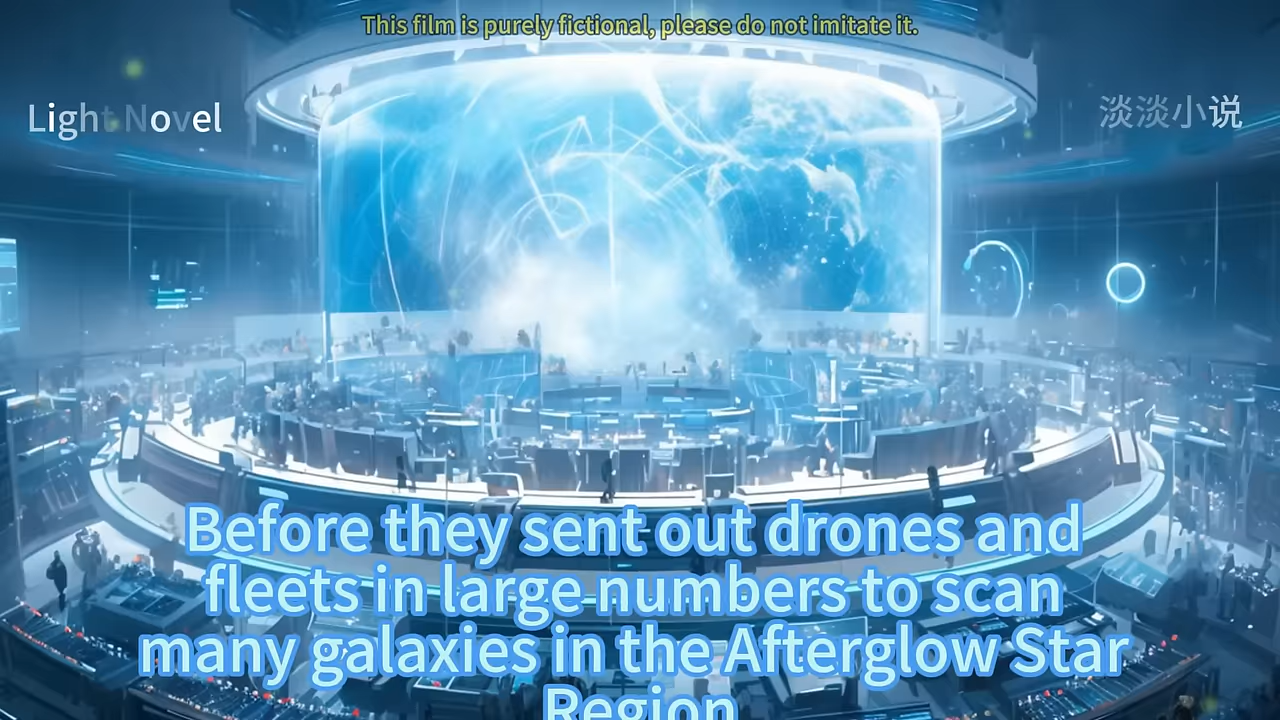 This film is purely fictional, please do not imitate it.
Light Novel
淡淡小说
Before they sent out drones and
fleets in large numbers to scan
many galaxies in the Afterglow Star
Region